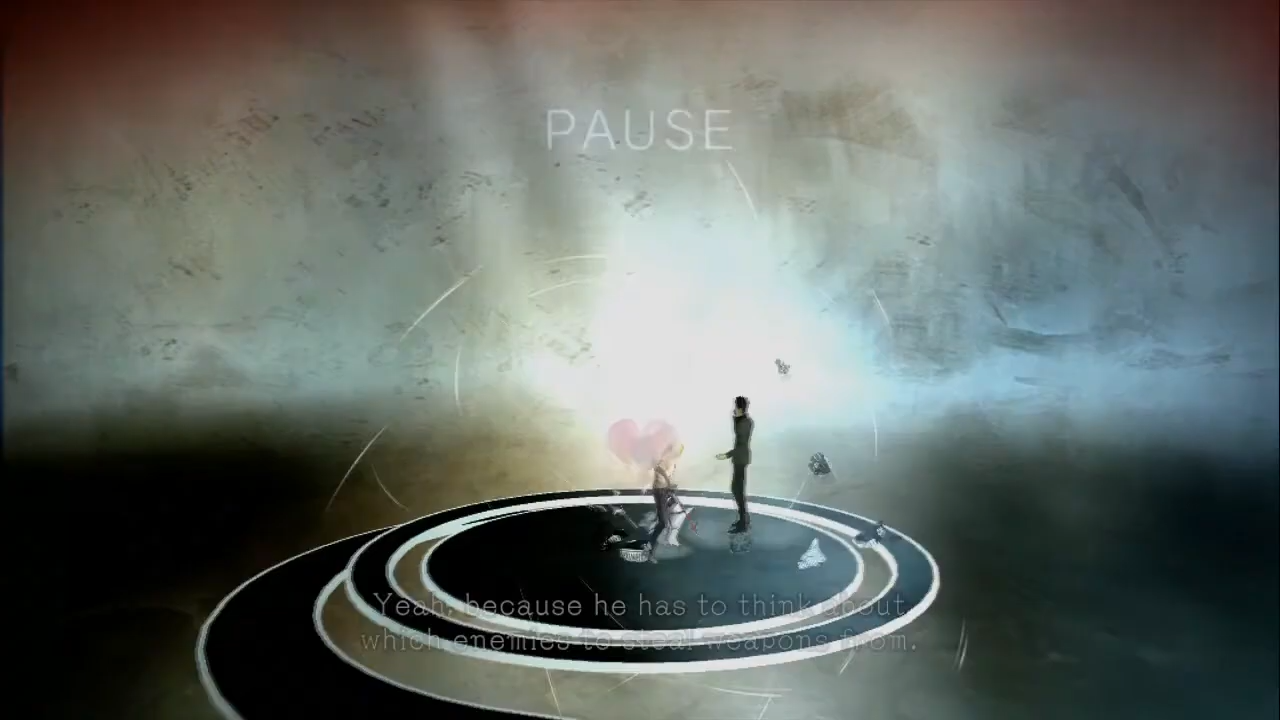 PAUSE
Yeah, because he has to think about
which enemies to steal weapons from.